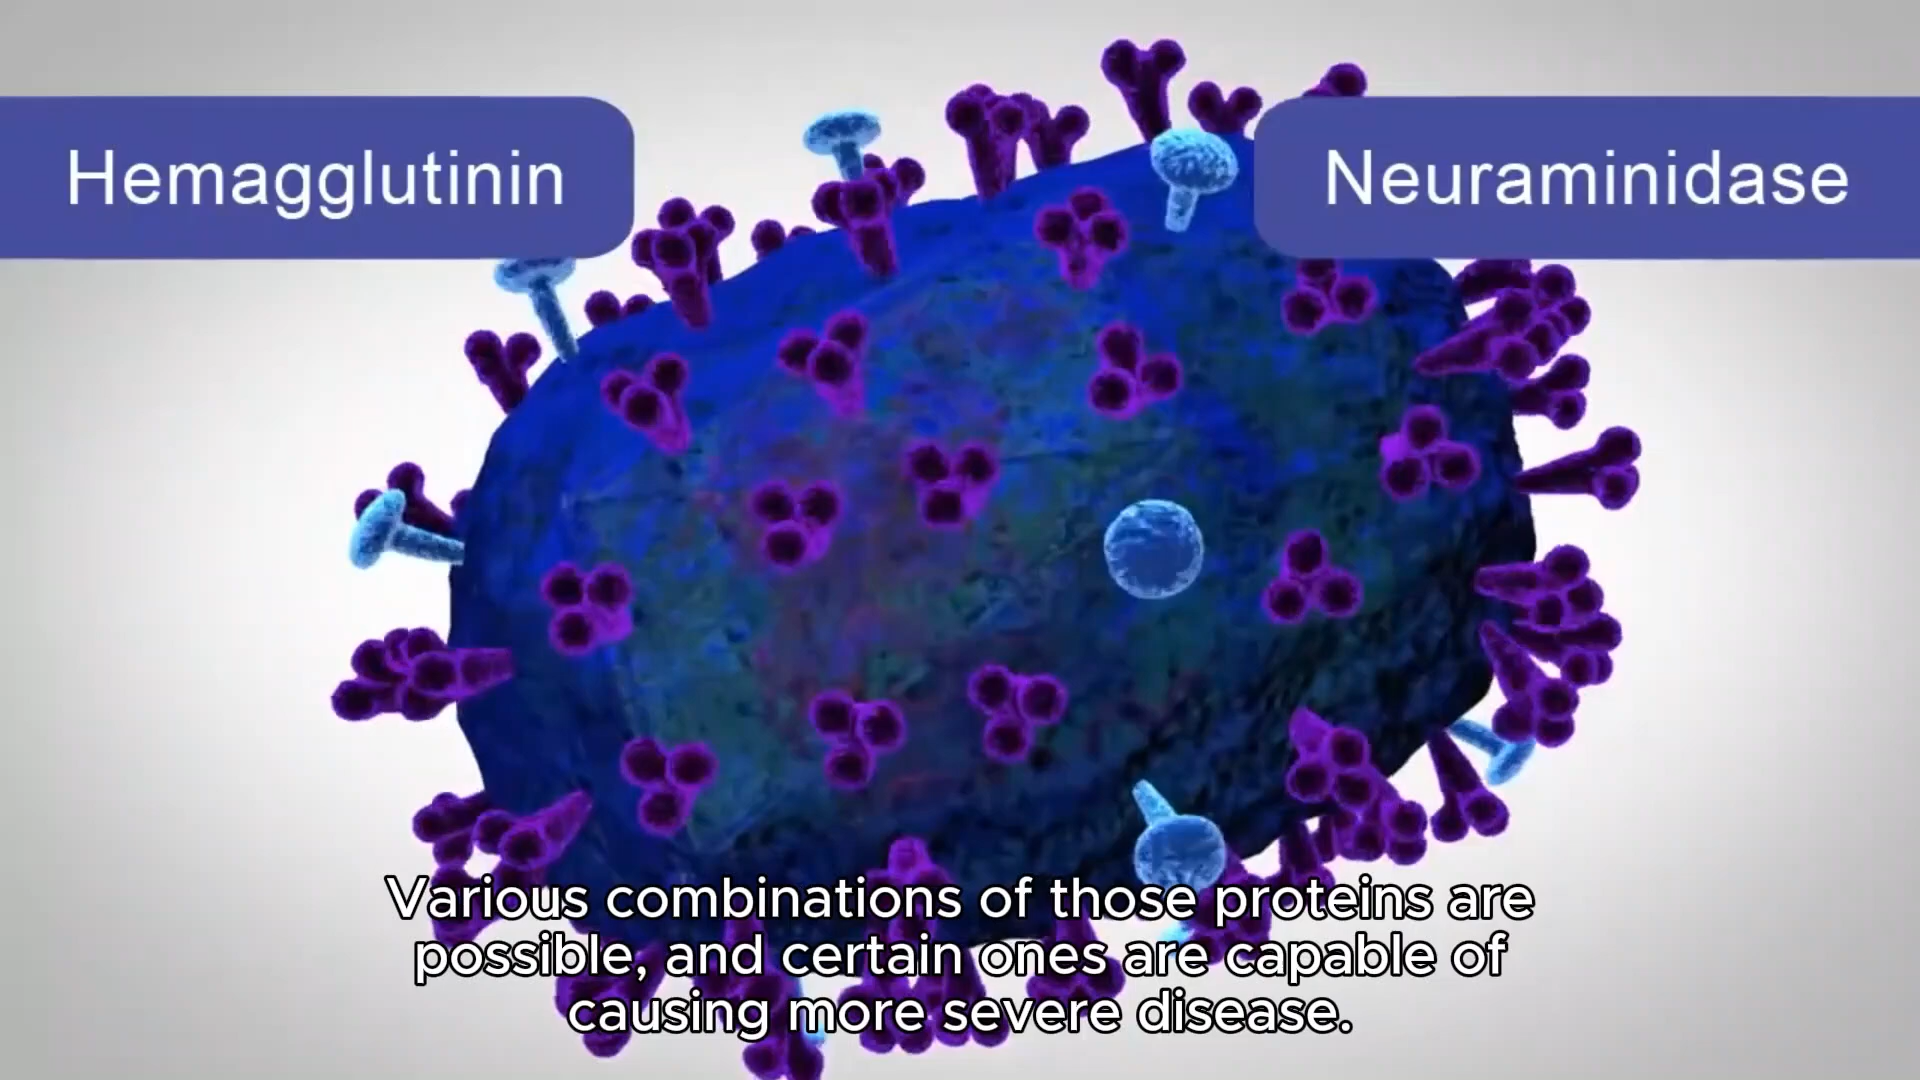 Hemagglutinin
Neuraminidase
Various combinations of those proteins are
possible, and certain ones are capable of
causing more severe disease.